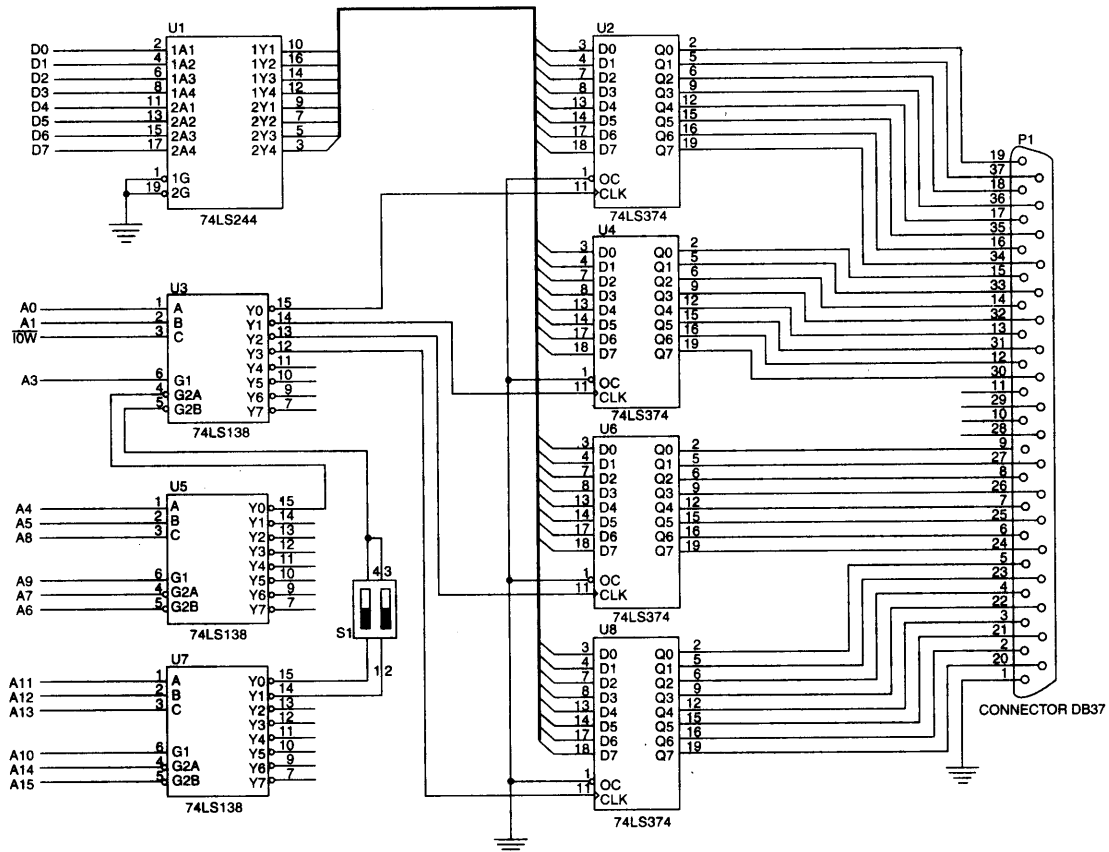 U1
D0 2 1A1 1Y1 10
D1 4 1A2 1Y2 16
D2 6 1A3 1Y3 14
D3 8 1A4 1Y4 12
D4 11 2A1 2Y1 9
D5 13 2A2 2Y2 7
D6 15 2A3 2Y3 5
D7 17 2A4 2Y4 3
1 1G
19 2G
74LS244
U3
A0 1 A Y0 15
A1 2 B Y1 14
I0W 3 C Y2 13
Y3 12
Y4 11
A3 6 G1 Y5 10
4 G2A Y6 9
5 G2B Y7 7
74LS138
U5
A4 1 A Y0 15
A5 2 B Y1 14
A8 3 C Y2 13
Y3 12
Y4 11
A9 6 G1 Y5 10
A7 4 G2A Y6 9
A6 5 G2B Y7 7
74LS138
4 3
S1
1 2
U7
A11 1 A Y0 15
A12 2 B Y1 14
A13 3 C Y2 13
Y3 12
Y4 11
A10 6 G1 Y5 10
A14 4 G2A Y6 9
A15 5 G2B Y7 7
74LS138
U2
3 D0 Q0 2
4 D1 Q1 5
7 D2 Q2 6
8 D3 Q3 9
13 D4 Q4 12
14 D5 Q5 15
17 D6 Q6 16
18 D7 Q7 19
1 OC
11 CLK
74LS374
U4
3 D0 Q0 2
4 D1 Q1 5
7 D2 Q2 6
8 D3 Q3 9
13 D4 Q4 12
14 D5 Q5 15
17 D6 Q6 16
18 D7 Q7 19
1 OC
11 CLK
74LS374
U6
3 D0 Q0 2
4 D1 Q1 5
7 D2 Q2 6
8 D3 Q3 9
13 D4 Q4 12
14 D5 Q5 15
17 D6 Q6 16
18 D7 Q7 19
1 OC
11 CLK
74LS374
U8
3 D0 Q0 2
4 D1 Q1 5
7 D2 Q2 6
8 D3 Q3 9
13 D4 Q4 12
14 D5 Q5 15
17 D6 Q6 16
18 D7 Q7 19
1 OC
11 CLK
74LS374
P1
19
37
18
36
17
35
16
34
15
33
14
32
13
31
12
30
11
29
10
28
9
27
8
26
7
25
6
24
5
23
4
22
3
21
2
20
1
CONNECTOR DB37